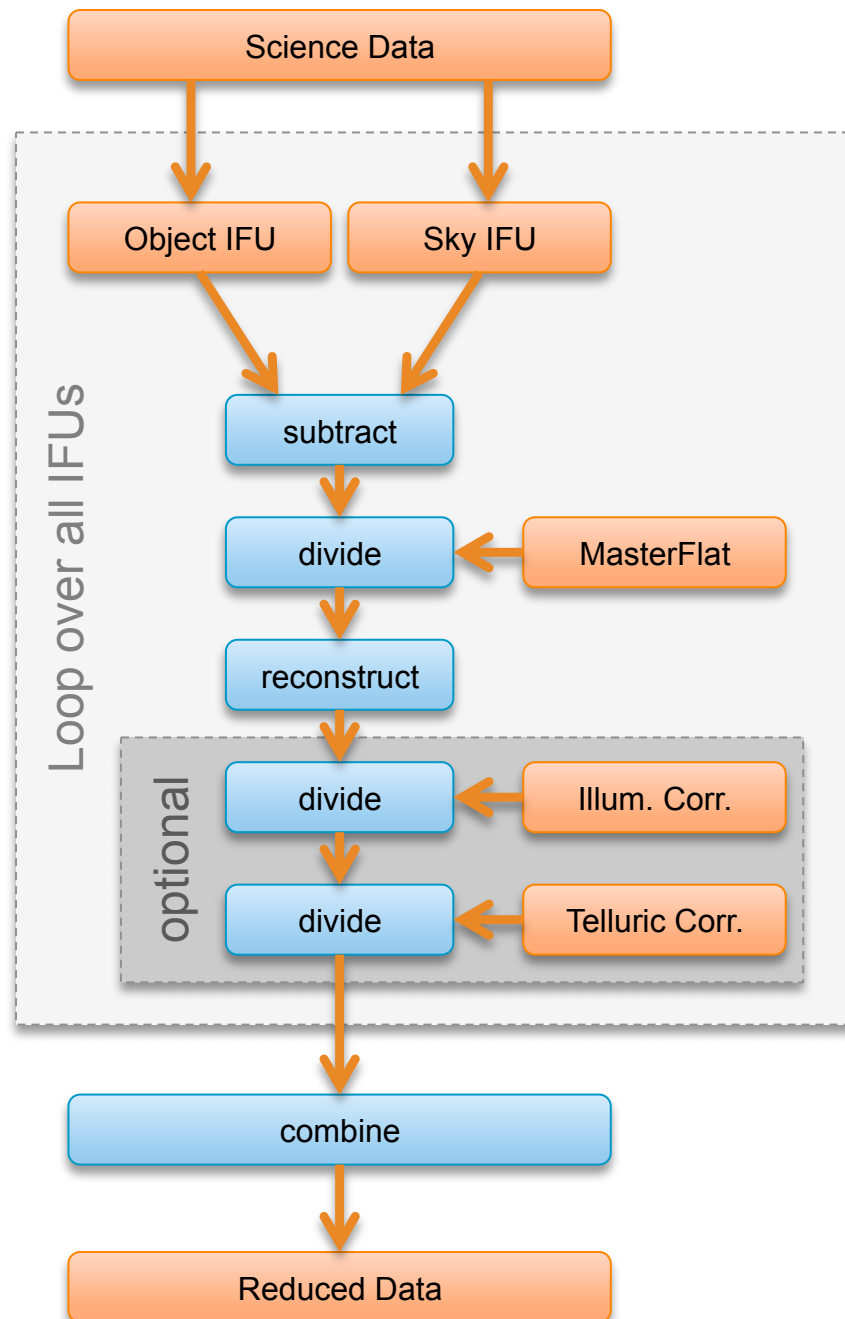 Science Data
Object IFU
Sky IFU
Loop over all IFUs
subtract
divide
MasterFlat
reconstruct
optional
divide
Illum. Corr.
divide
Telluric Corr.
combine
Reduced Data